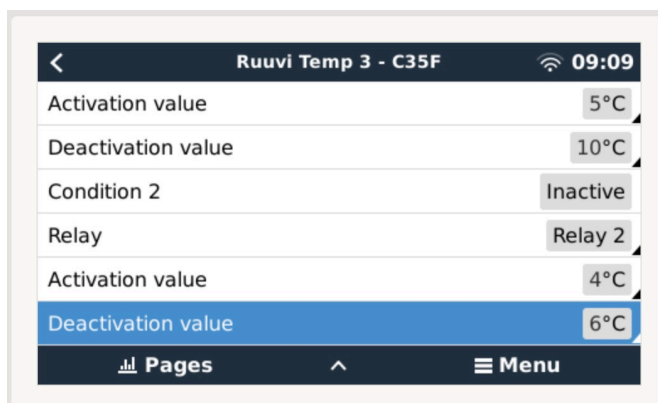 Ruuvi Temp 3 - C35F 09:09
Activation value 5°C
Deactivation value 10°C
Condition 2 Inactive
Relay Relay 2
Activation value 4°C
Deactivation value 6°C
Pages Menu